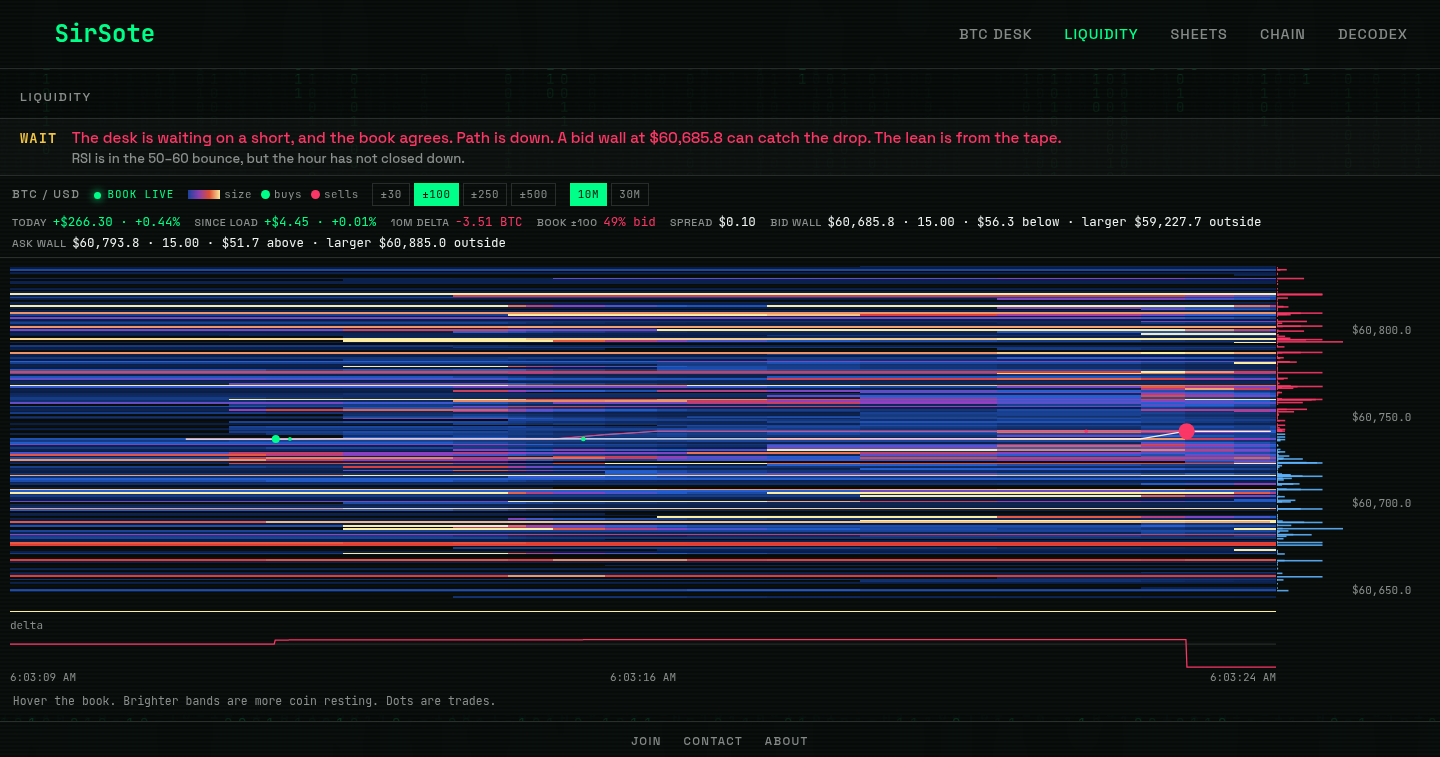 SirSote
BTC DESK LIQUIDITY SHEETS CHAIN DECODEX
LIQUIDITY
WAIT The desk is waiting on a short, and the book agrees. Path is down. A bid wall at $60,685.8 can catch the drop. The lean is from the tape.
RSI is in the 50–60 bounce, but the hour has not closed down.
BTC / USD BOOK LIVE size buys sells ±30 ±100 ±250 ±500 10M 30M
TODAY +$266.30 · +0.44% SINCE LOAD +$4.45 · +0.01% 10M DELTA -3.51 BTC BOOK ±100 49% bid SPREAD $0.10 BID WALL $60,685.8 · 15.00 · $56.3 below · larger $59,227.7 outside
ASK WALL $60,793.8 · 15.00 · $51.7 above · larger $60,885.0 outside
$60,800.0
$60,750.0
$60,700.0
$60,650.0
delta
6:03:09 AM 6:03:16 AM 6:03:24 AM
Hover the book. Brighter bands are more coin resting. Dots are trades.
JOIN CONTACT ABOUT